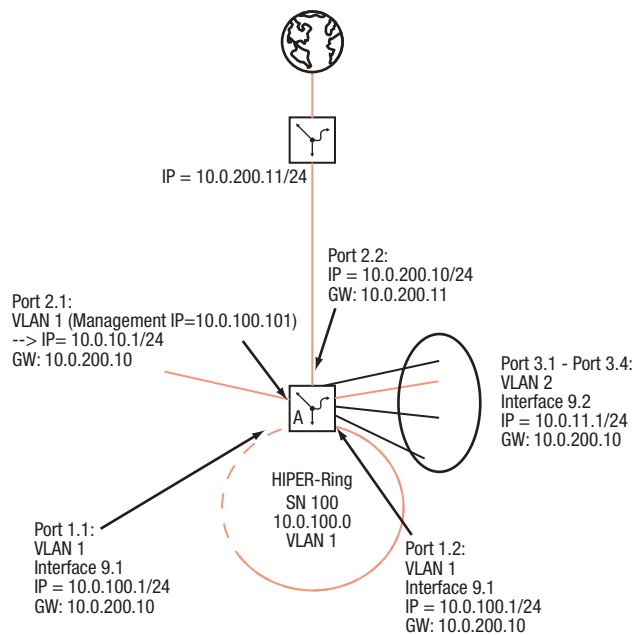 IP = 10.0.200.11/24
Port 2.2:
IP = 10.0.200.10/24
GW: 10.0.200.11
Port 2.1:
VLAN 1 (Management IP=10.0.100.101)
--> IP= 10.0.10.1/24
GW: 10.0.200.10
Port 3.1 - Port 3.4:
VLAN 2
Interface 9.2
IP = 10.0.11.1/24
GW: 10.0.200.10
A
HIPER-Ring
SN 100
10.0.100.0
VLAN 1
Port 1.1:
VLAN 1
Interface 9.1
IP = 10.0.100.1/24
GW: 10.0.200.10
Port 1.2:
VLAN 1
Interface 9.1
IP = 10.0.100.1/24
GW: 10.0.200.10